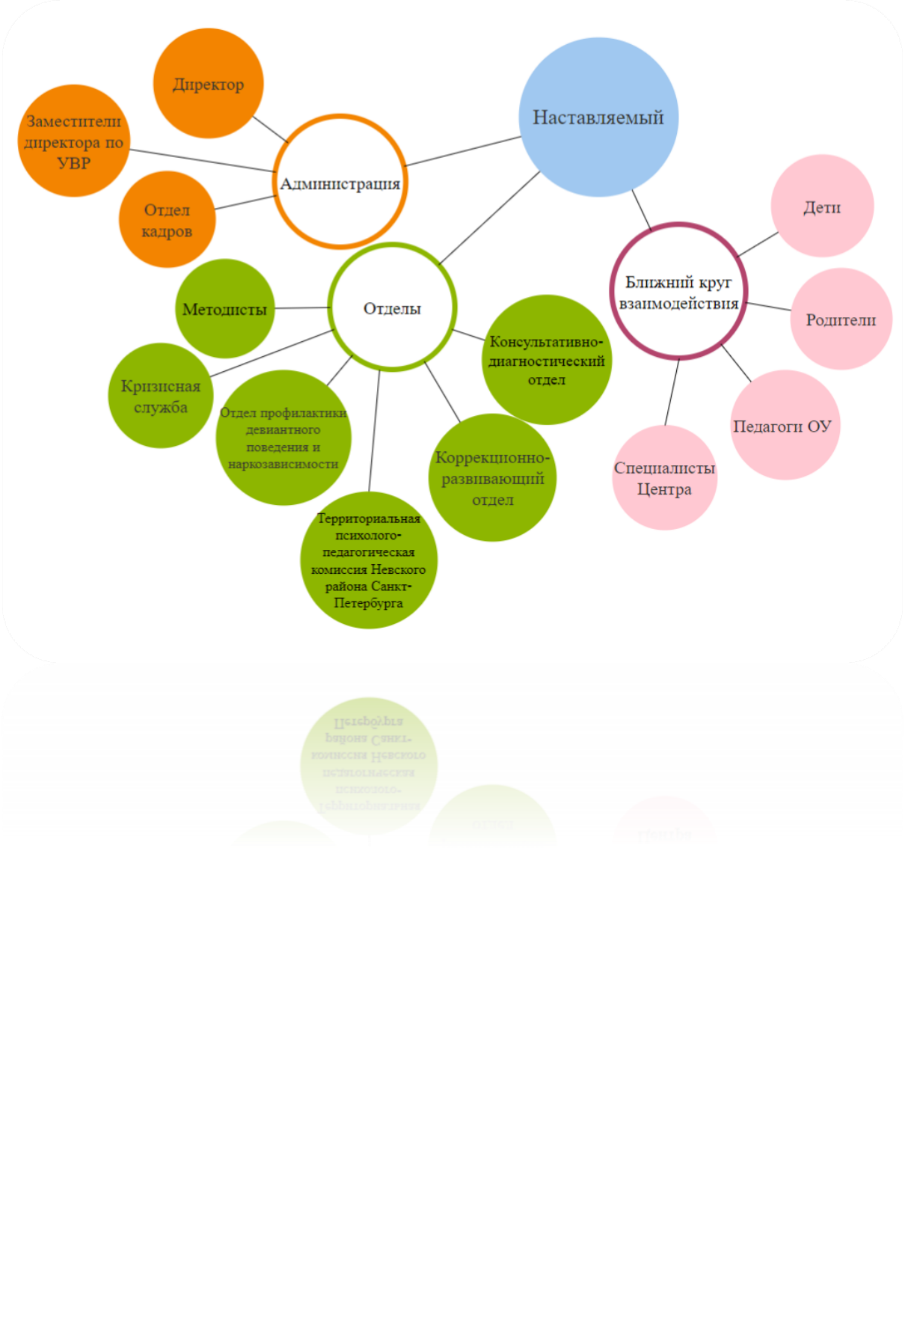 Директор
Заместители
директора по
УВР
Отдел
кадров
Администрация
Наставляемый
Дети
Ближний круг
взаимодействия
Родители
Педагоги ОУ
Специалисты
Центра
Отделы
Методисты
Кризисная
служба
Отдел профилактики
девиантного
поведения и
наркозависимости
Территориальная
психолого-
педагогическая
комиссия Невского
района Санкт-
Петербурга
Коррекционно-
развивающий
отдел
Консультативно-
диагностический
отдел